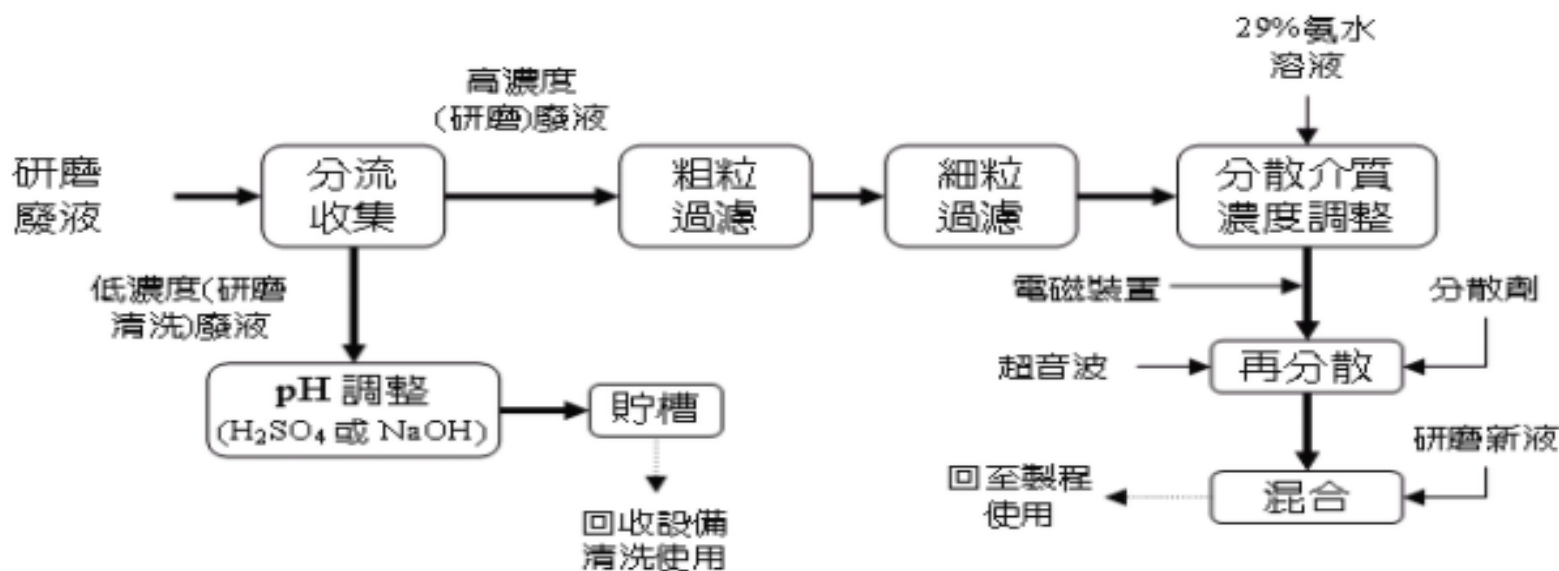 29%氨水
溶液
高濃度
(研磨)廢液
研磨
廢液
分流
收集
粗粒
過濾
細粒
過濾
分散介質
濃度調整
低濃度(研磨
清洗)廢液
電磁裝置
分散劑
超音波
再分散
pH 調整
(H₂SO₄ 或 NaOH)
貯槽
研磨新液
回至製程
使用
混合
回收設備
清洗使用